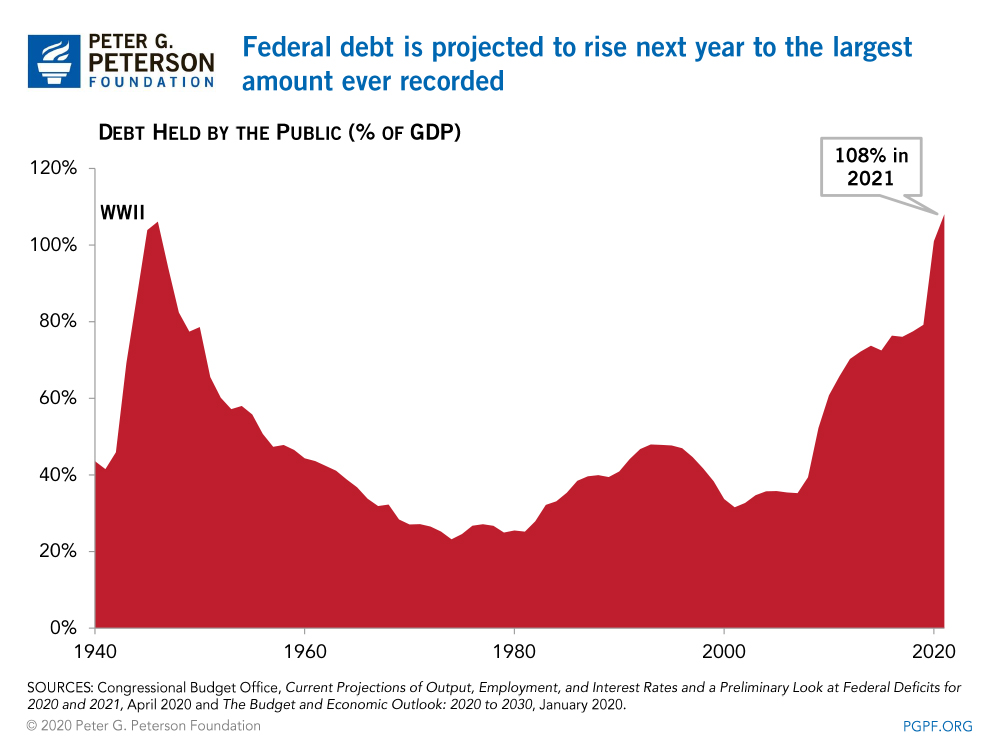 PETER G.
PETERSON
FOUNDATION
Federal debt is projected to rise next year to the largest
amount ever recorded
DEBT HELD BY THE PUBLIC (% OF GDP)
108% in
2021
120%
WWII
100%
80%
60%
40%
20%
0%
1940
1960
1980
2000
2020
SOURCES: Congressional Budget Office, Current Projections of Output, Employment, and Interest Rates and a Preliminary Look at Federal Deficits for
2020 and 2021, April 2020 and The Budget and Economic Outlook: 2020 to 2030, January 2020.
© 2020 Peter G. Peterson Foundation
PGPF.ORG